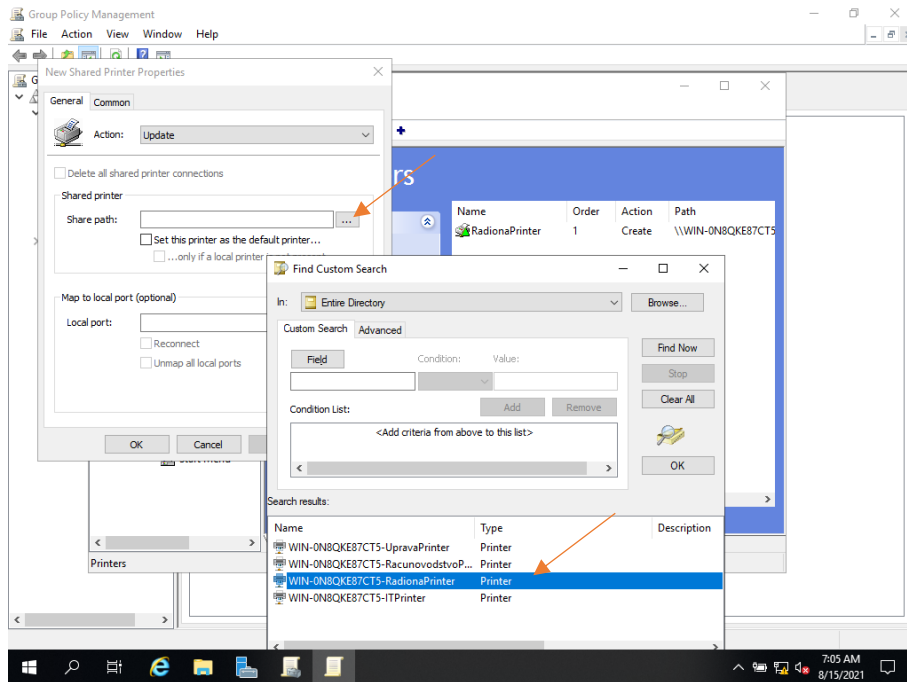 Group Policy Management
File Action View Window Help
New Shared Printer Properties
General Common
Action: Update
Delete all shared printer connections
Shared printer
Share path: ...
Set this printer as the default printer...
...only if a local printer
Map to local port (optional)
Local port:
Reconnect
Unmap all local ports
OK Cancel
rs
Name Order Action Path
RadionaPrinter 1 Create \\WIN-0N8QKE87CT5
Find Custom Search
In: Entire Directory Browse...
Custom Search Advanced
Field Condition: Value:
Find Now
Stop
Clear All
Add Remove
Condition List:
<Add criteria from above to this list>
OK
Search results:
Name Type Description
WIN-0N8QKE87CT5-UpravaPrinter Printer
WIN-0N8QKE87CT5-RacunovodstvoP... Printer
WIN-0N8QKE87CT5-RadionaPrinter Printer
WIN-0N8QKE87CT5-ITPrinter Printer
Printers
7:05 AM
8/15/2021